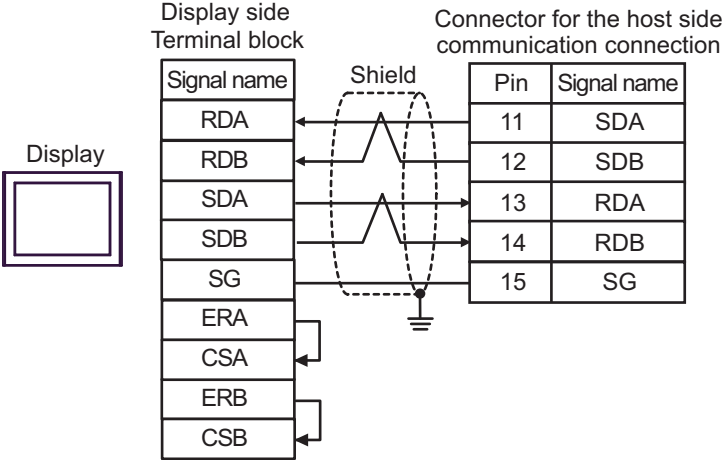 Display side
Terminal block
Connector for the host side
communication connection
Signal name
Shield
Pin
Signal name
RDA
11
SDA
Display
RDB
12
SDB
SDA
13
RDA
SDB
14
RDB
SG
15
SG
ERA
CSA
ERB
CSB